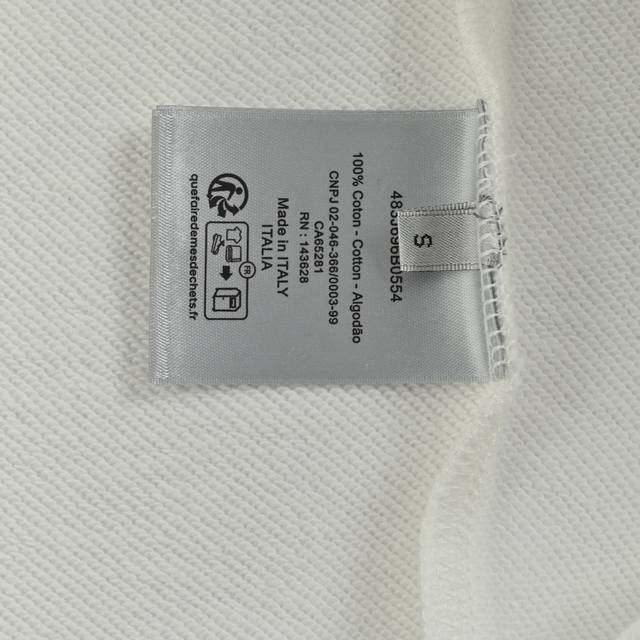 100% Coton - Cotton - Algodão
CNPJ 02-046-366/0003-99
CA65281
RN : 143628
Made in ITALY
ITALIA
FR
quefairedemesdechets.fr
S